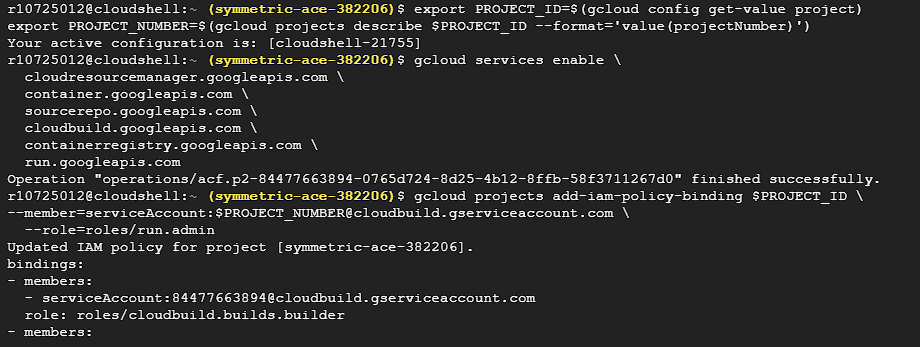 r10725012@cloudshell:~ (symmetric-ace-382206)$ export PROJECT_ID=$(gcloud config get-value project)
export PROJECT_NUMBER=$(gcloud projects describe $PROJECT_ID --format='value(projectNumber)')
Your active configuration is: [cloudshell-21755]
r10725012@cloudshell:~ (symmetric-ace-382206)$ gcloud services enable \
  cloudresourcemanager.googleapis.com \
  container.googleapis.com \
  sourcerepo.googleapis.com \
  cloudbuild.googleapis.com \
  containerregistry.googleapis.com \
  run.googleapis.com
Operation "operations/acf.p2-84477663894-0765d724-8d25-4b12-8ffb-58f3711267d0" finished successfully.
r10725012@cloudshell:~ (symmetric-ace-382206)$ gcloud projects add-iam-policy-binding $PROJECT_ID \
--member=serviceAccount:$PROJECT_NUMBER@cloudbuild.gserviceaccount.com \
  --role=roles/run.admin
Updated IAM policy for project [symmetric-ace-382206].
bindings:
- members:
  - serviceAccount:84477663894@cloudbuild.gserviceaccount.com
  role: roles/cloudbuild.builds.builder
- members: